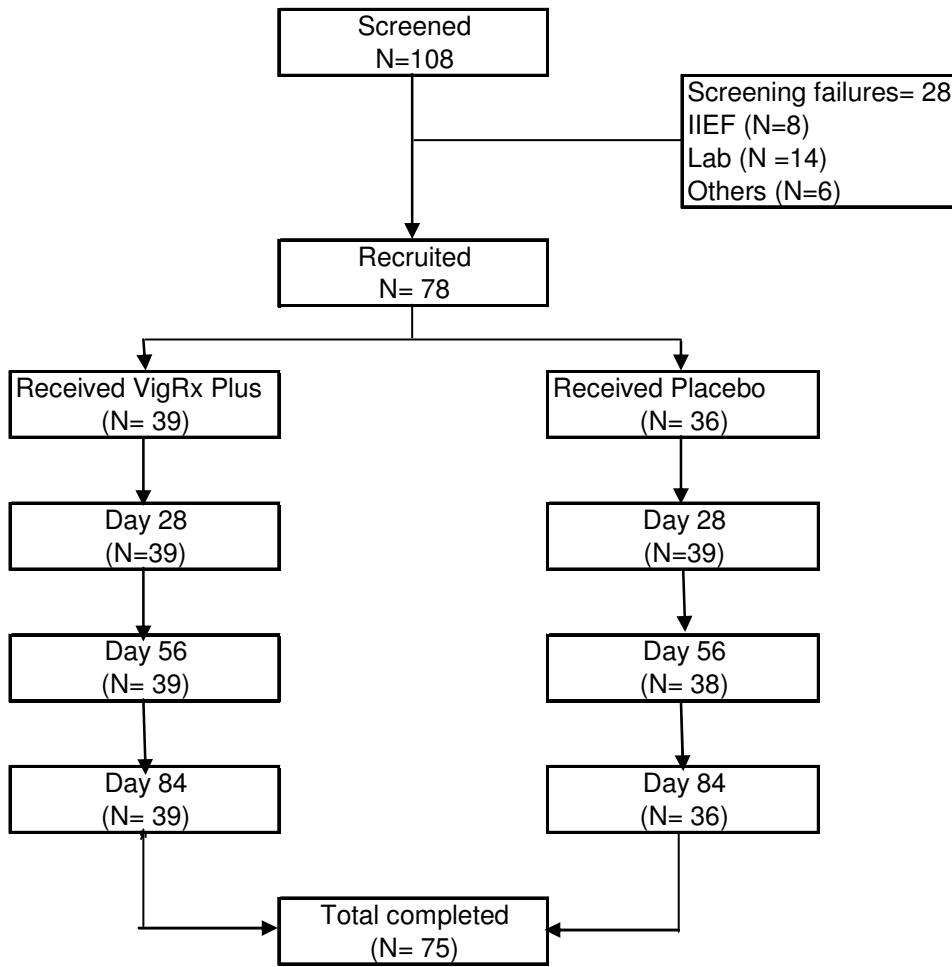 Screened
N=108
Screening failures= 28
IIEF (N=8)
Lab (N =14)
Others (N=6)
Recruited
N= 78
Received VigRx Plus
(N= 39)
Received Placebo
(N= 36)
Day 28
(N=39)
Day 28
(N=39)
Day 56
(N= 39)
Day 56
(N= 38)
Day 84
(N= 39)
Day 84
(N= 36)
Total completed
(N= 75)